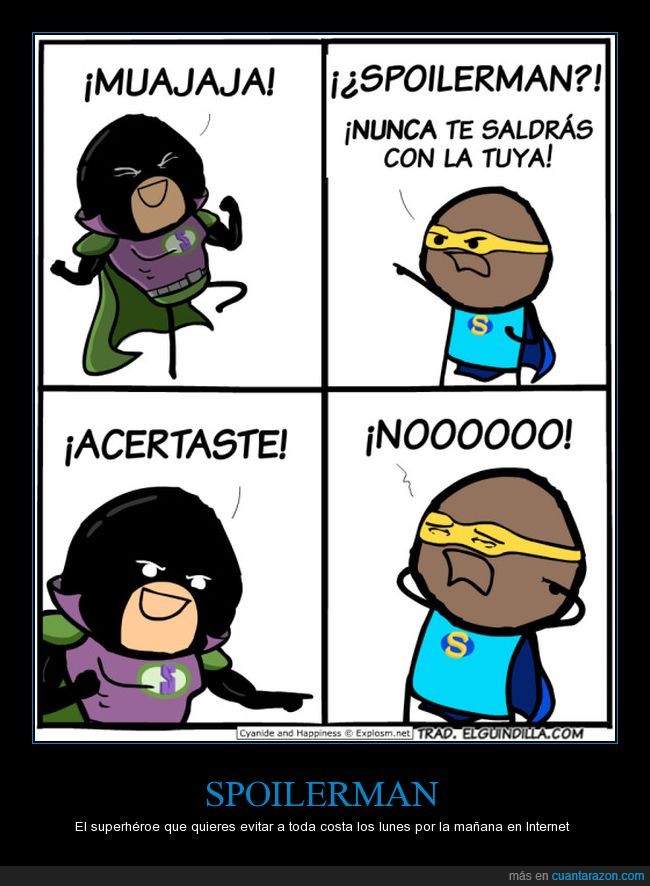 ¡MUAJAJA!
¡¿SPOILERMAN?!
¡NUNCA TE SALDRÁS
CON LA TUYA!
S
S
¡ACERTASTE!
¡NOOOOOO!
S
S
Cyanide and Happiness © Explosm.net
TRAD. ELGUINDILLA.COM
SPOILERMAN
El superhéroe que quieres evitar a toda costa los lunes por la mañana en Internet
más en cuantarazon.com